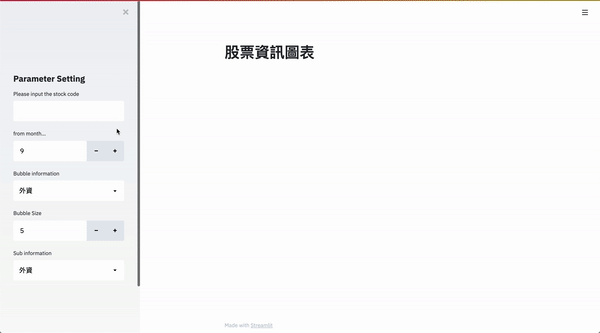 股票資訊圖表
Parameter Setting
Please input the stock code
from month...
9
Bubble information
外資
Bubble Size
5
Sub information
外資
Made with Streamlit